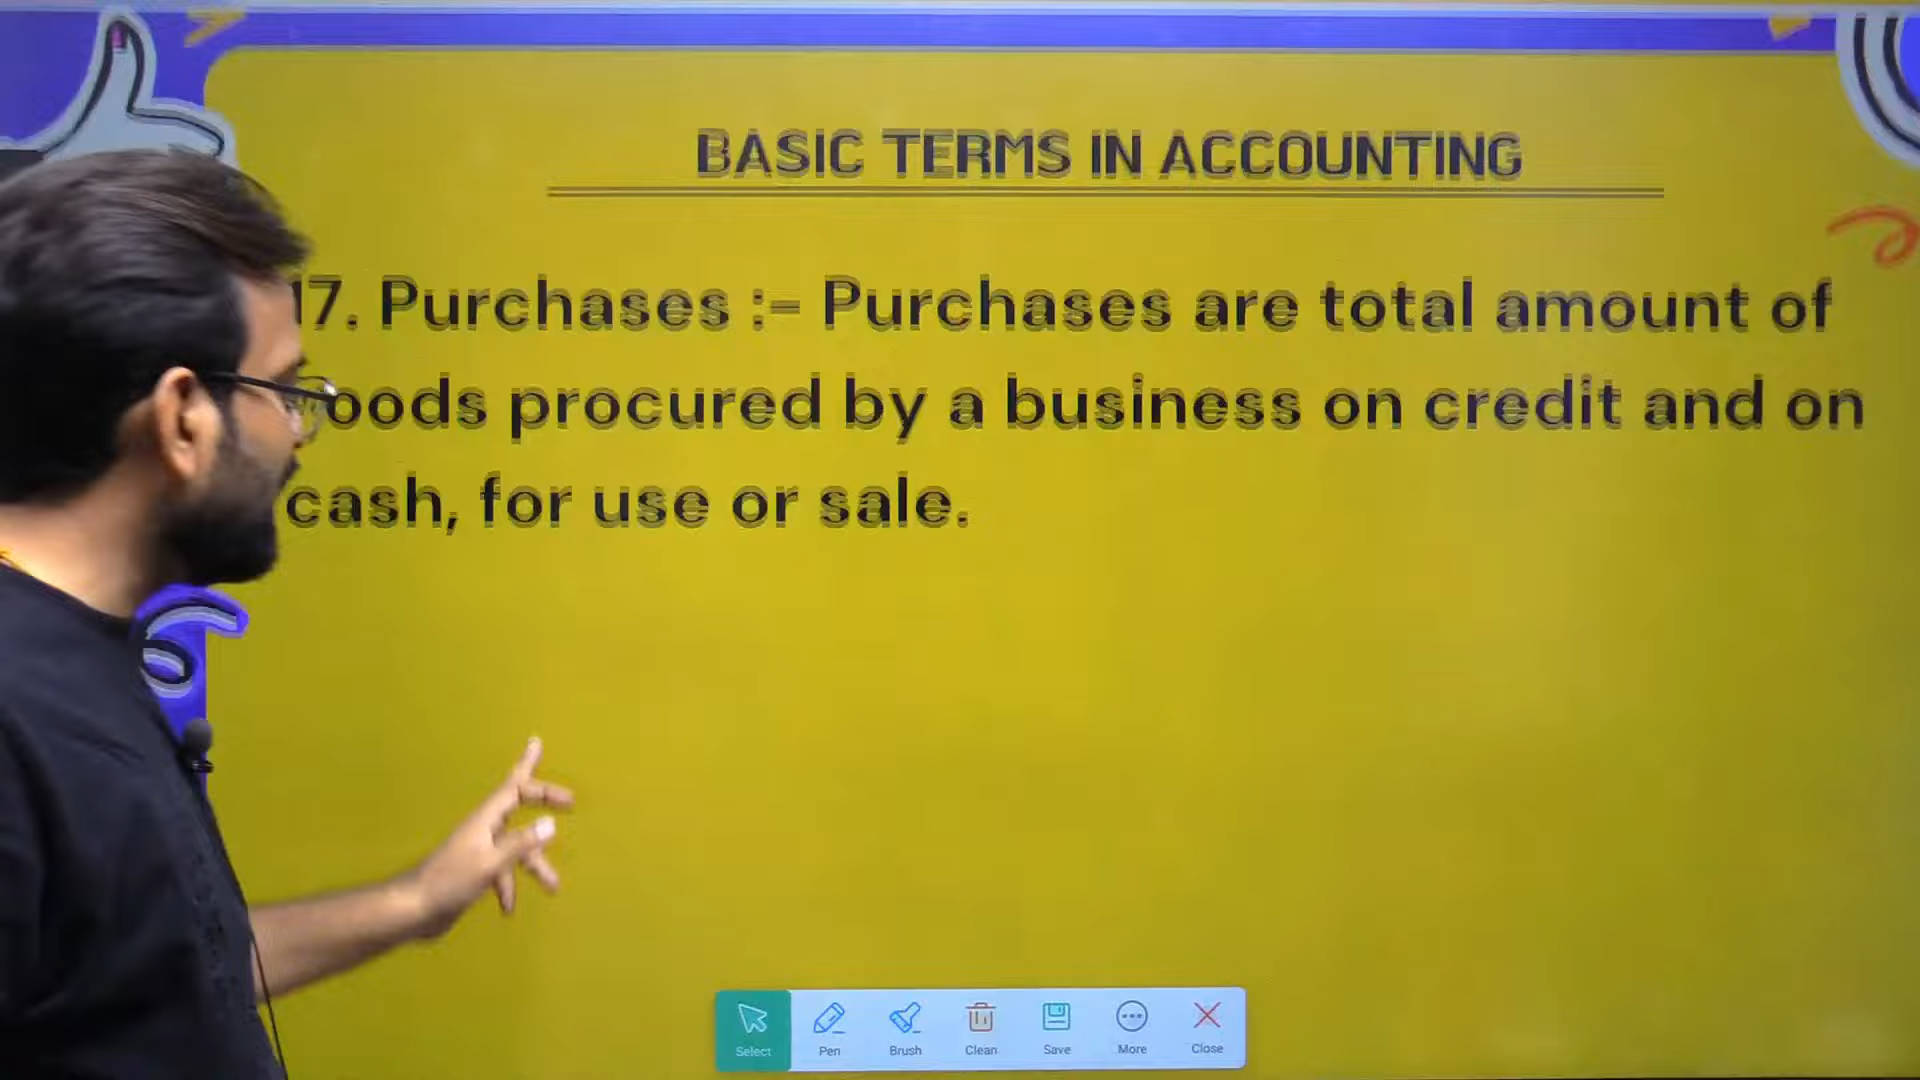 BASIC TERMS IN ACCOUNTING
17. Purchases :- Purchases are total amount of
oods procured by a business on credit and on
cash, for use or sale.
Select Pen Brush Clean Save More Close